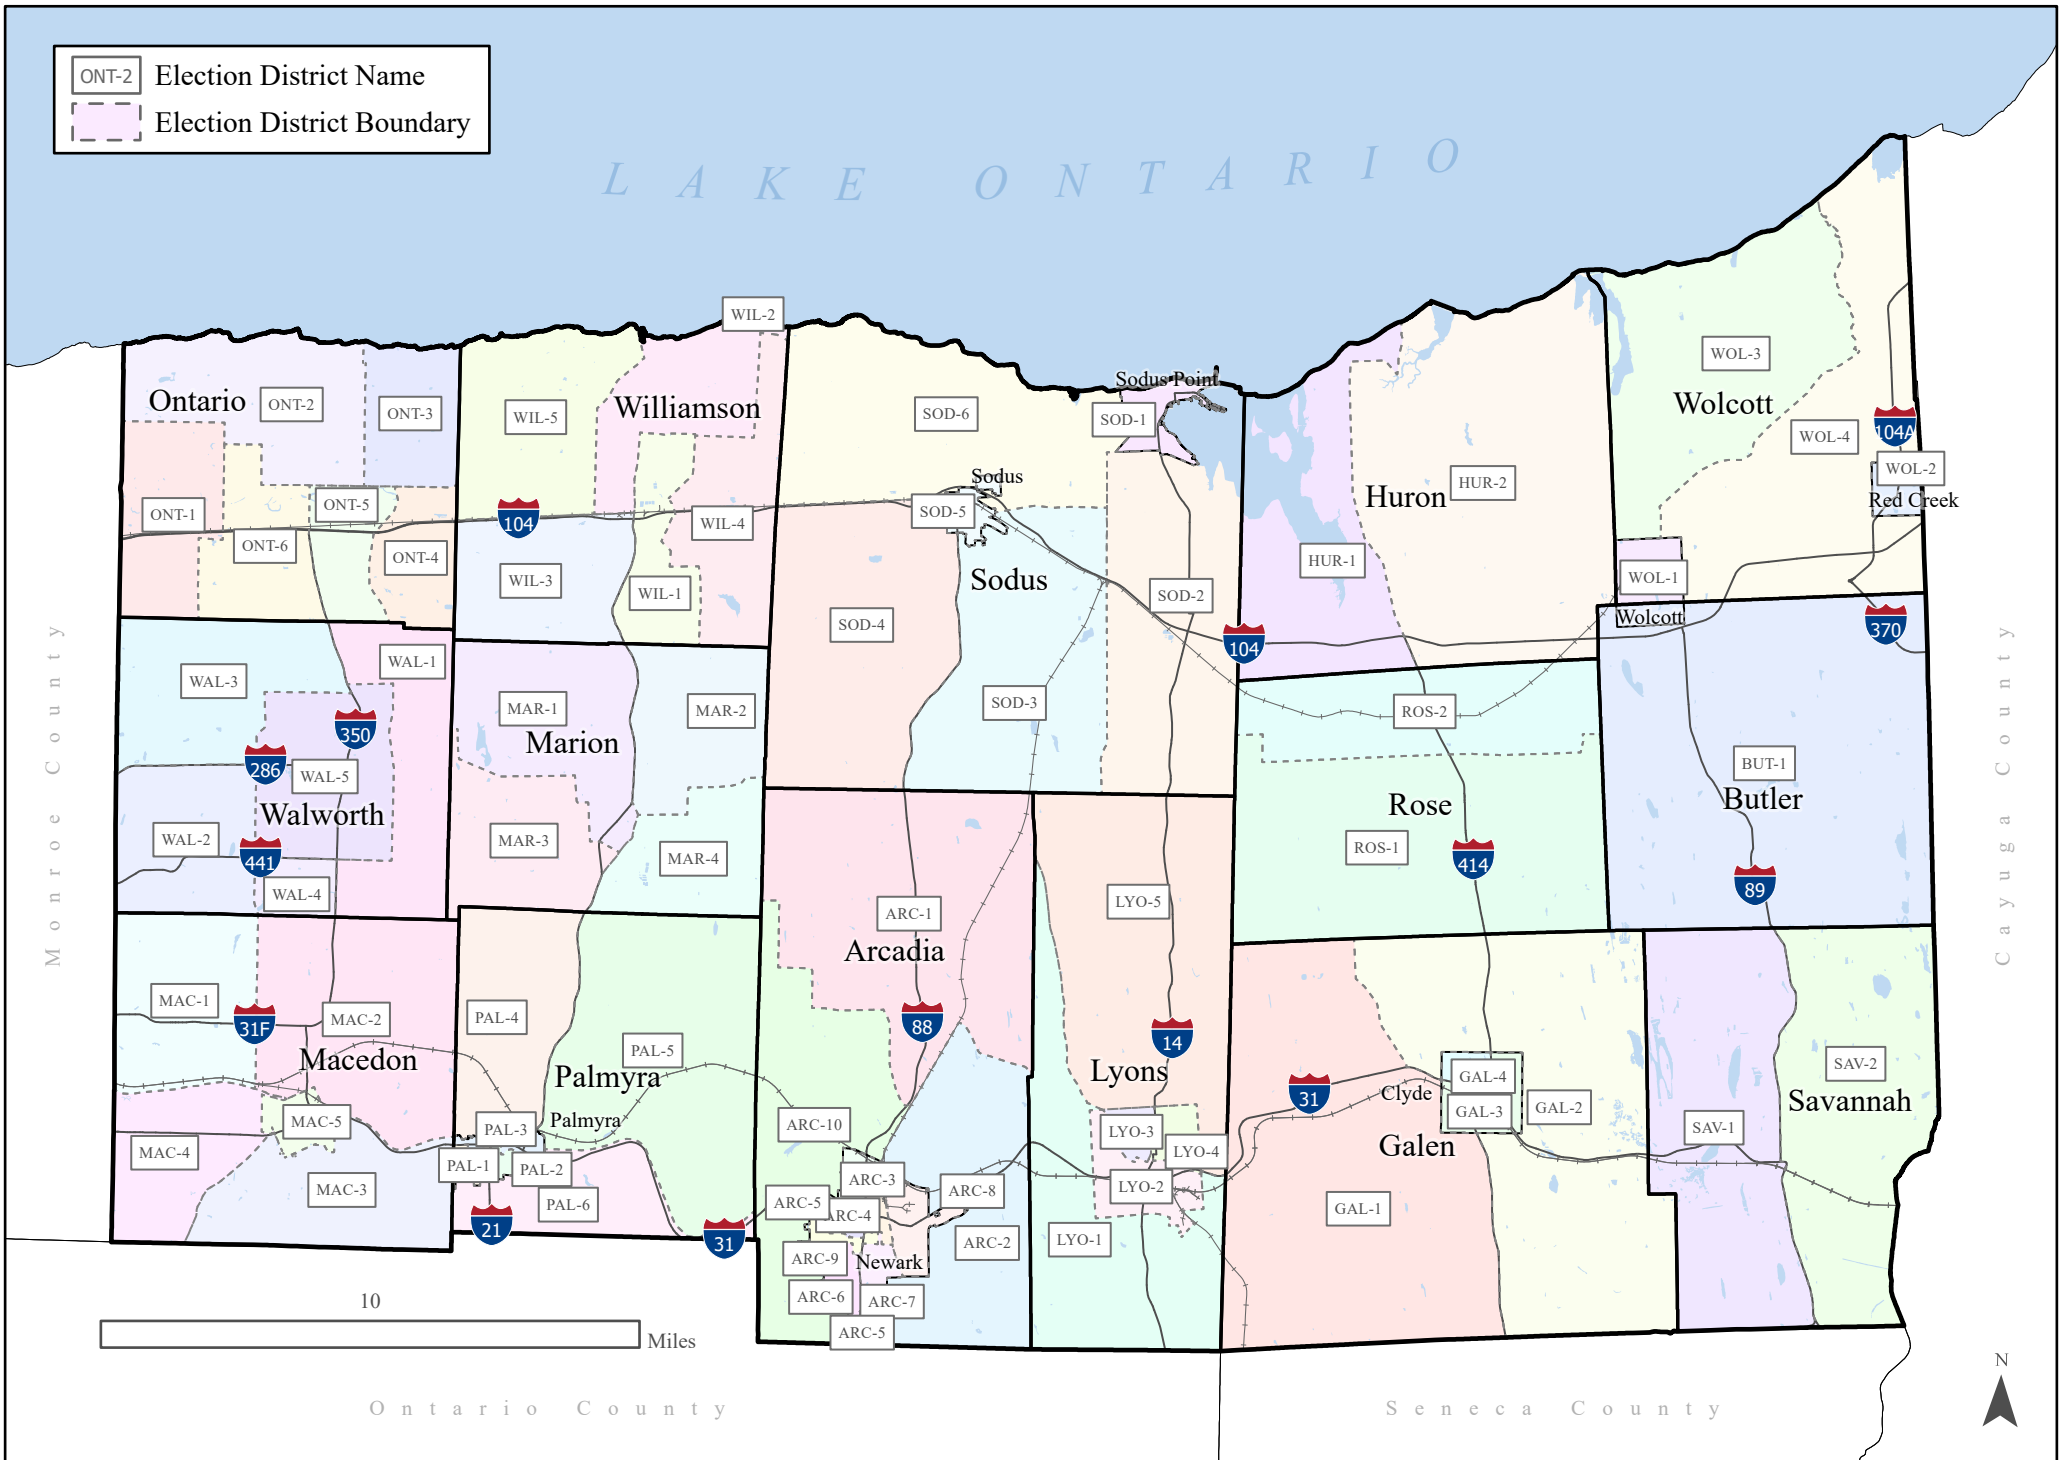 ONT-2 Election District Name
Election District Boundary
LAKE ONTARIO
WIL-2
Ontario
ONT-2
ONT-3
WIL-5
Williamson
SOD-6
Sodus Point
SOD-1
WOL-3
Wolcott
WOL-4
104A
WOL-2
Red Creek
ONT-1
ONT-5
ONT-6
ONT-4
104
WIL-4
WIL-3
WIL-1
Sodus
SOD-5
Sodus
SOD-4
SOD-2
SOD-3
Huron
HUR-2
HUR-1
104
WOL-1
Wolcott
370
Monroe County
Cayuga County
WAL-3
WAL-1
350
286
WAL-5
Walworth
WAL-2
441
WAL-4
MAR-1
MAR-2
Marion
MAR-3
MAR-4
ROS-2
Rose
ROS-1
414
BUT-1
Butler
89
ARC-1
Arcadia
88
LYO-5
14
Lyons
MAC-1
31F
MAC-2
Macedon
MAC-5
MAC-4
MAC-3
PAL-4
PAL-5
Palmyra
Palmyra
PAL-3
PAL-1
PAL-2
PAL-6
21
31
ARC-10
ARC-3
ARC-8
ARC-5
ARC-4
ARC-2
ARC-9
Newark
ARC-6
ARC-7
ARC-5
LYO-3
LYO-4
LYO-2
LYO-1
31
Clyde
GAL-4
GAL-3
GAL-2
Galen
GAL-1
SAV-2
Savannah
SAV-1
10
Miles
Ontario County
Seneca County
N